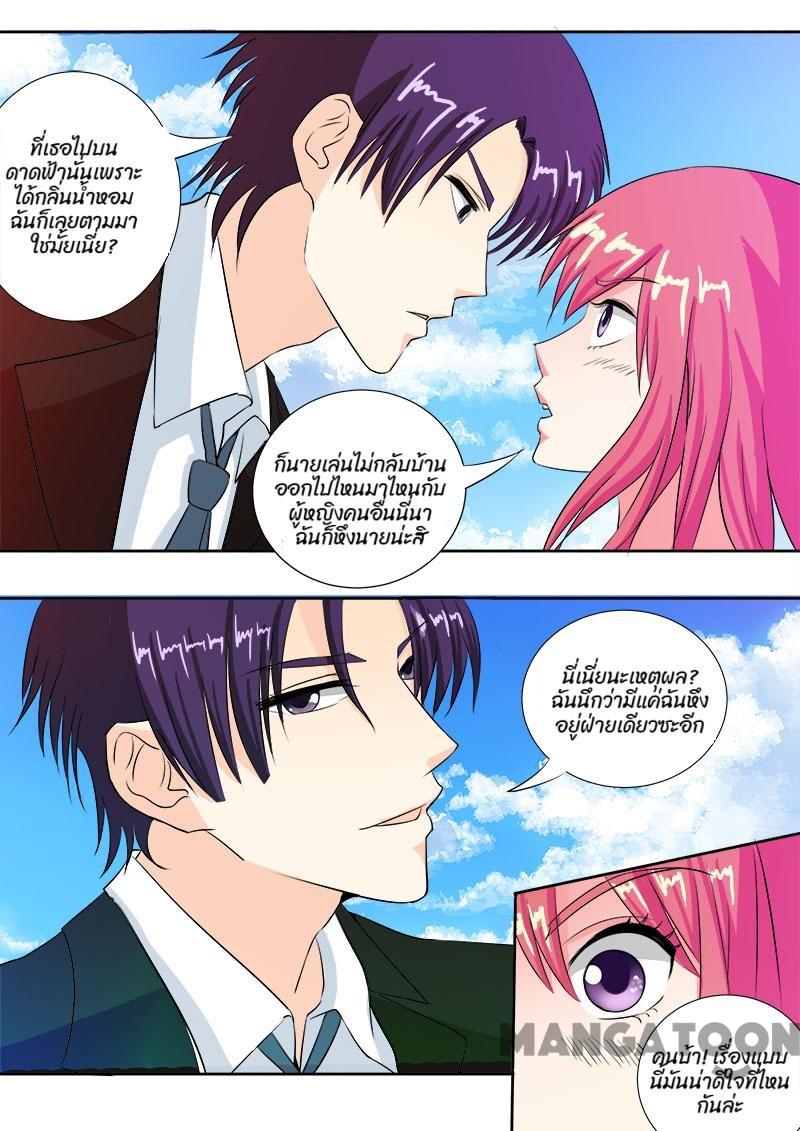 ที่เธอไปบน
ดาดฟ้านั่นเพราะ
ได้กลิ่นน้ำหอม
ฉันก็เลยตามมา
ใช่มั้ยเนี่ย?
ก็นายเล่นไม่กลับบ้าน
ออกไปไหนมาไหนกับ
ผู้หญิงคนอื่นนี่นา
ฉันก็หึงนายน่ะสิ
นี่เนี่ยนะเหตุผล?
ฉันนึกว่ามีแค่ฉันหึง
อยู่ฝ่ายเดียวซะอีก
MANGATOON
คนบ้า! เรื่องแบบ
นี้มันน่าดีใจที่ไหน
กันล่ะ